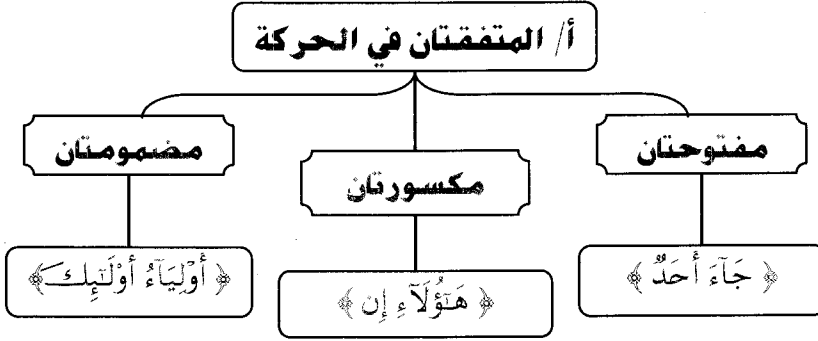 أ/ المتفقتان في الحركة
مفتوحتان
مكسورتان
مضمومتان
﴿ جَآءَ أَحَدٌ ﴾
﴿ هَٰٓؤُلَآءِ إِن ﴾
﴿ أَوْلِيَآءُ أُوْلَٰٓئِكَ ﴾